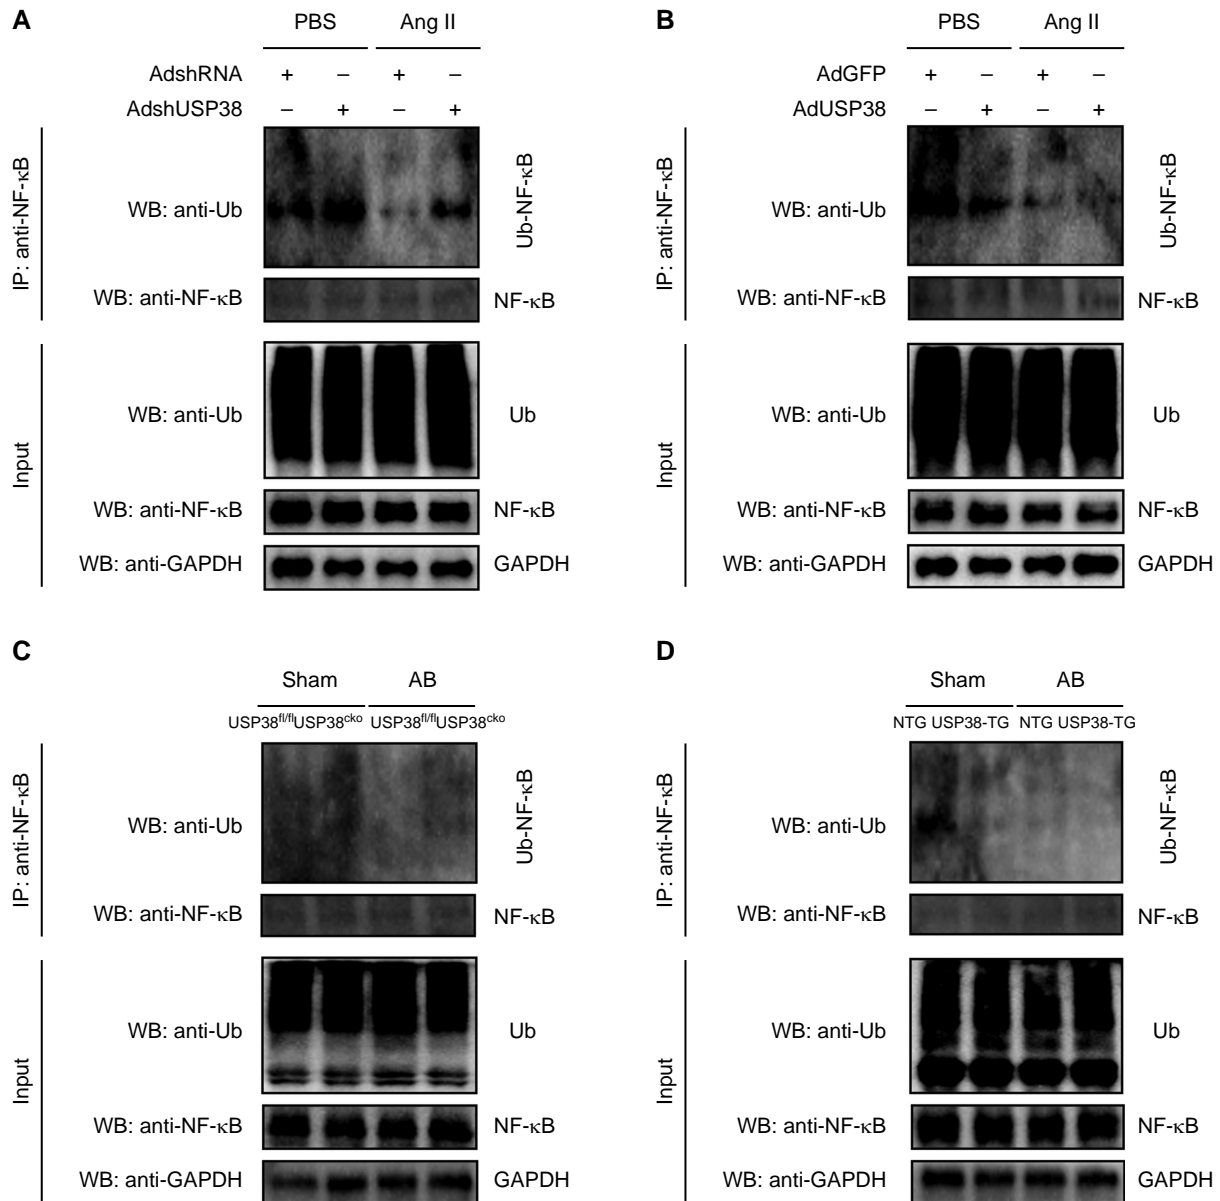 A
PBS Ang II
AdshRNA + – + –
AdshUSP38 – + – +
IP: anti-NF-κB
WB: anti-Ub
Ub-NF-κB
WB: anti-NF-κB NF-κB
Input
WB: anti-Ub Ub
WB: anti-NF-κB NF-κB
WB: anti-GAPDH GAPDH
B
PBS Ang II
AdGFP + – + –
AdUSP38 – + – +
IP: anti-NF-κB
WB: anti-Ub
Ub-NF-κB
WB: anti-NF-κB NF-κB
Input
WB: anti-Ub Ub
WB: anti-NF-κB NF-κB
WB: anti-GAPDH GAPDH
C
Sham AB
USP38fl/flUSP38cko USP38fl/flUSP38cko
IP: anti-NF-κB
WB: anti-Ub
Ub-NF-κB
WB: anti-NF-κB NF-κB
Input
WB: anti-Ub Ub
WB: anti-NF-κB NF-κB
WB: anti-GAPDH GAPDH
D
Sham AB
NTG USP38-TG NTG USP38-TG
IP: anti-NF-κB
WB: anti-Ub
Ub-NF-κB
WB: anti-NF-κB NF-κB
Input
WB: anti-Ub Ub
WB: anti-NF-κB NF-κB
WB: anti-GAPDH GAPDH